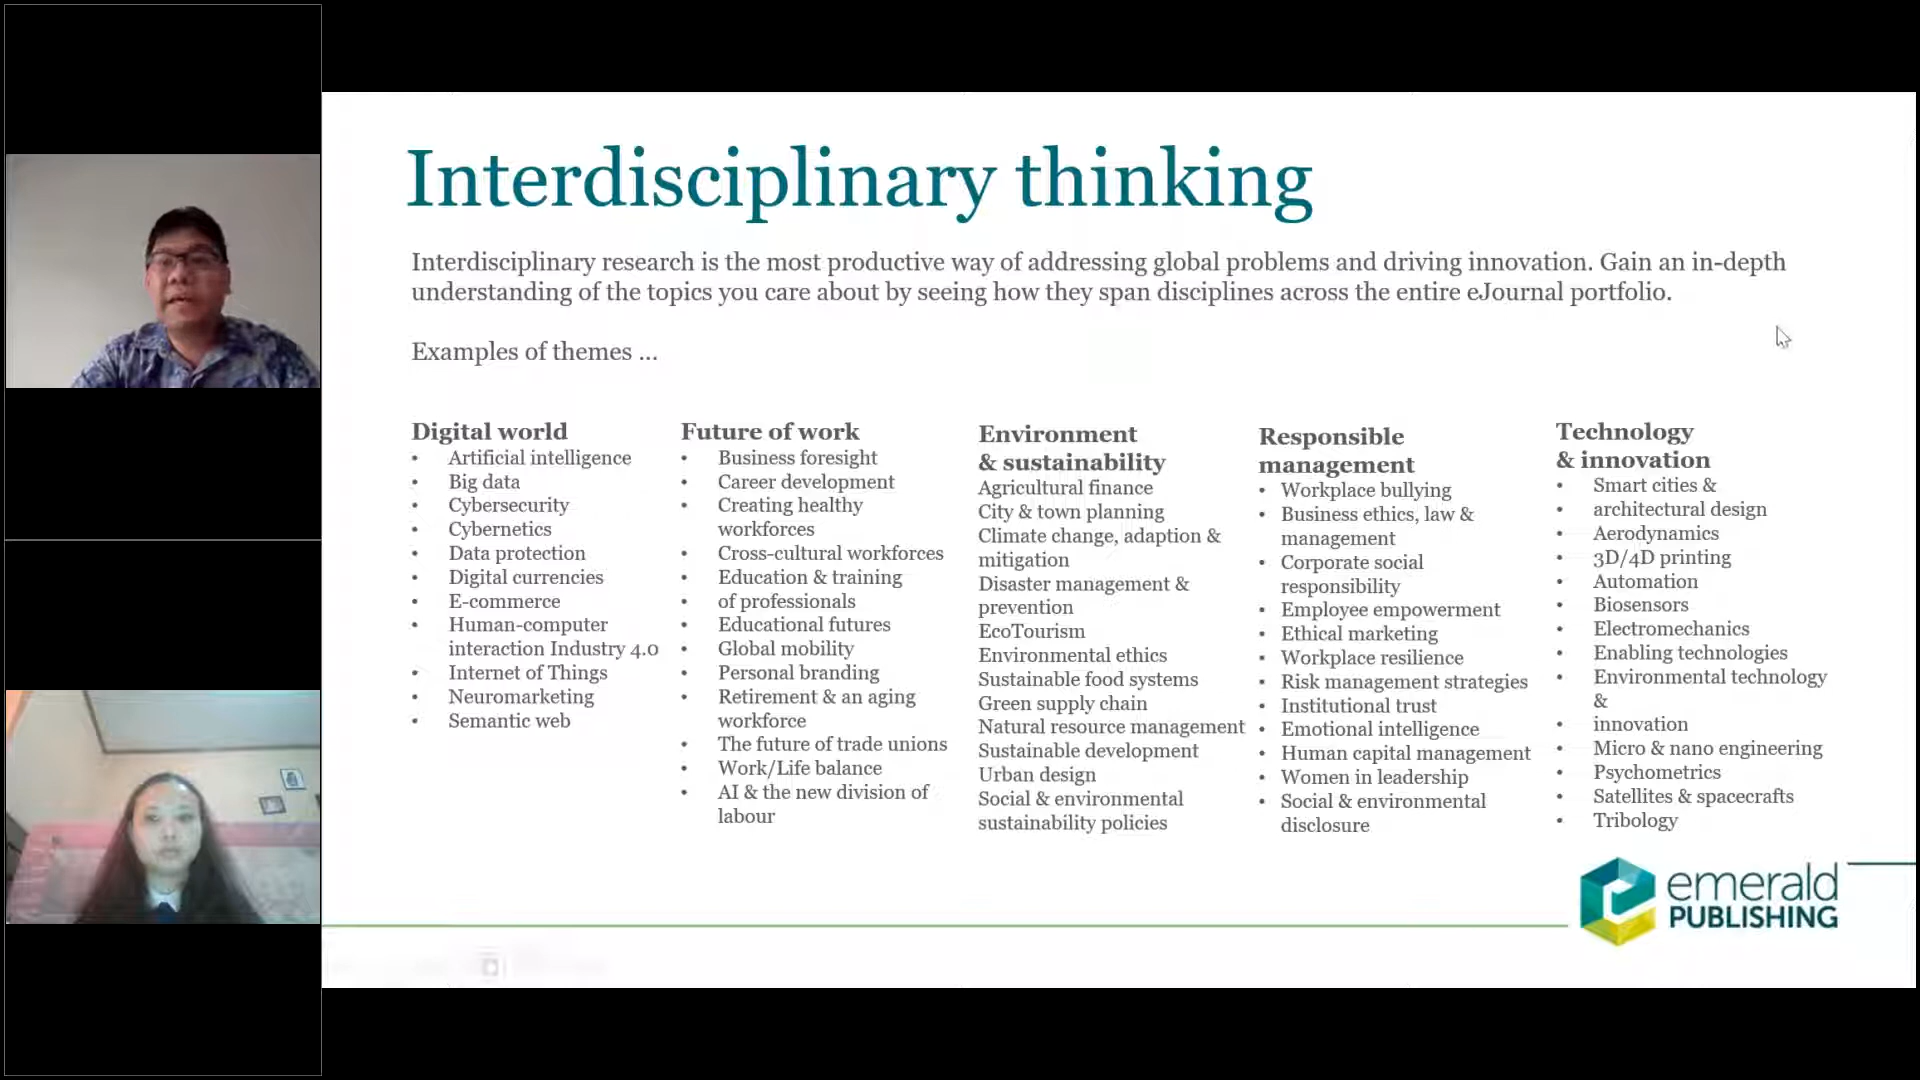 Interdisciplinary thinking
Interdisciplinary research is the most productive way of addressing global problems and driving innovation. Gain an in-depth
understanding of the topics you care about by seeing how they span disciplines across the entire eJournal portfolio.
Examples of themes ...
Digital world
• Artificial intelligence
• Big data
• Cybersecurity
• Cybernetics
• Data protection
• Digital currencies
• E-commerce
• Human-computer
interaction Industry 4.0
• Internet of Things
• Neuromarketing
• Semantic web
Future of work
• Business foresight
• Career development
• Creating healthy
workforces
• Cross-cultural workforces
• Education & training
• of professionals
• Educational futures
• Global mobility
• Personal branding
• Retirement & an aging
workforce
• The future of trade unions
• Work/Life balance
• AI & the new division of
labour
Environment
& sustainability
Agricultural finance
City & town planning
Climate change, adaption &
mitigation
Disaster management &
prevention
EcoTourism
Environmental ethics
Sustainable food systems
Green supply chain
Natural resource management
Sustainable development
Urban design
Social & environmental
sustainability policies
Responsible
management
• Workplace bullying
• Business ethics, law &
management
• Corporate social
responsibility
• Employee empowerment
• Ethical marketing
• Workplace resilience
• Risk management strategies
• Institutional trust
• Emotional intelligence
• Human capital management
• Women in leadership
• Social & environmental
disclosure
Technology
& innovation
• Smart cities &
• architectural design
• Aerodynamics
• 3D/4D printing
• Automation
• Biosensors
• Electromechanics
• Enabling technologies
• Environmental technology
&
• innovation
• Micro & nano engineering
• Psychometrics
• Satellites & spacecrafts
• Tribology
emerald
PUBLISHING